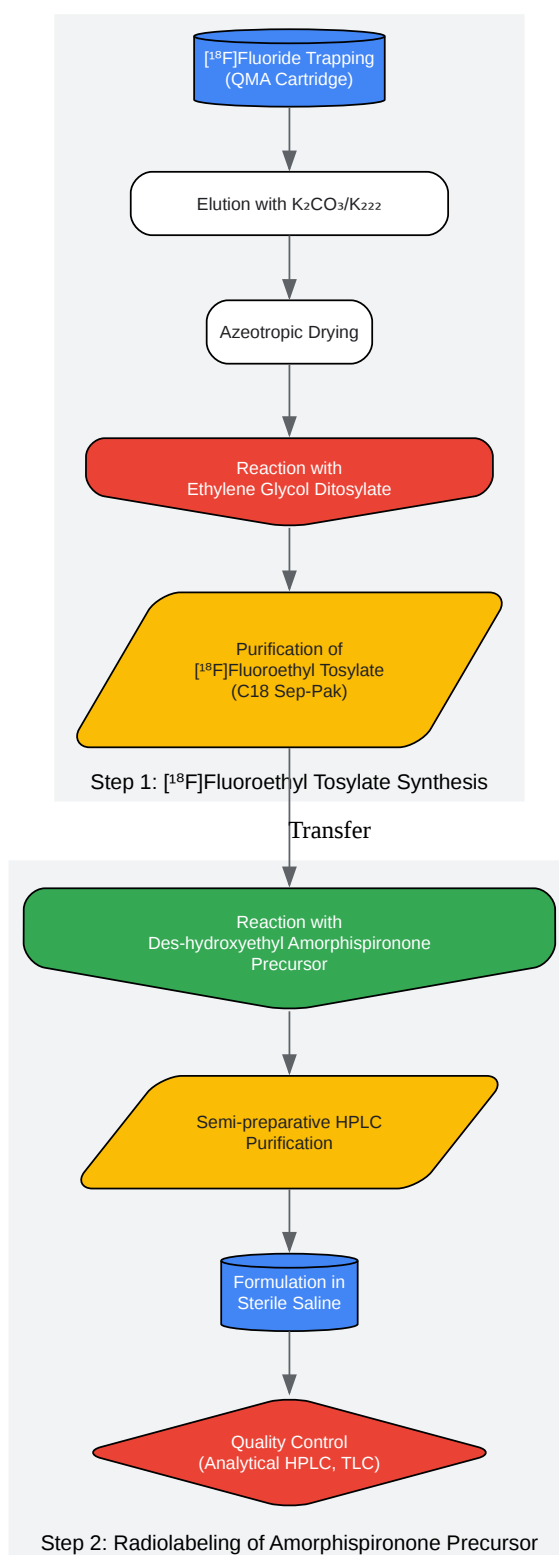 [¹⁸F]Fluoride Trapping
(QMA Cartridge)
Elution with K₂CO₃/K₂₂₂
Azeotropic Drying
Reaction with
Ethylene Glycol Ditosylate
Purification of
[¹⁸F]Fluoroethyl Tosylate
(C18 Sep-Pak)
Step 1: [¹⁸F]Fluoroethyl Tosylate Synthesis
Transfer
Reaction with
Des-hydroxyethyl Amorphispironone
Precursor
Semi-preparative HPLC
Purification
Formulation in
Sterile Saline
Quality Control
(Analytical HPLC, TLC)
Step 2: Radiolabeling of Amorphispironone Precursor